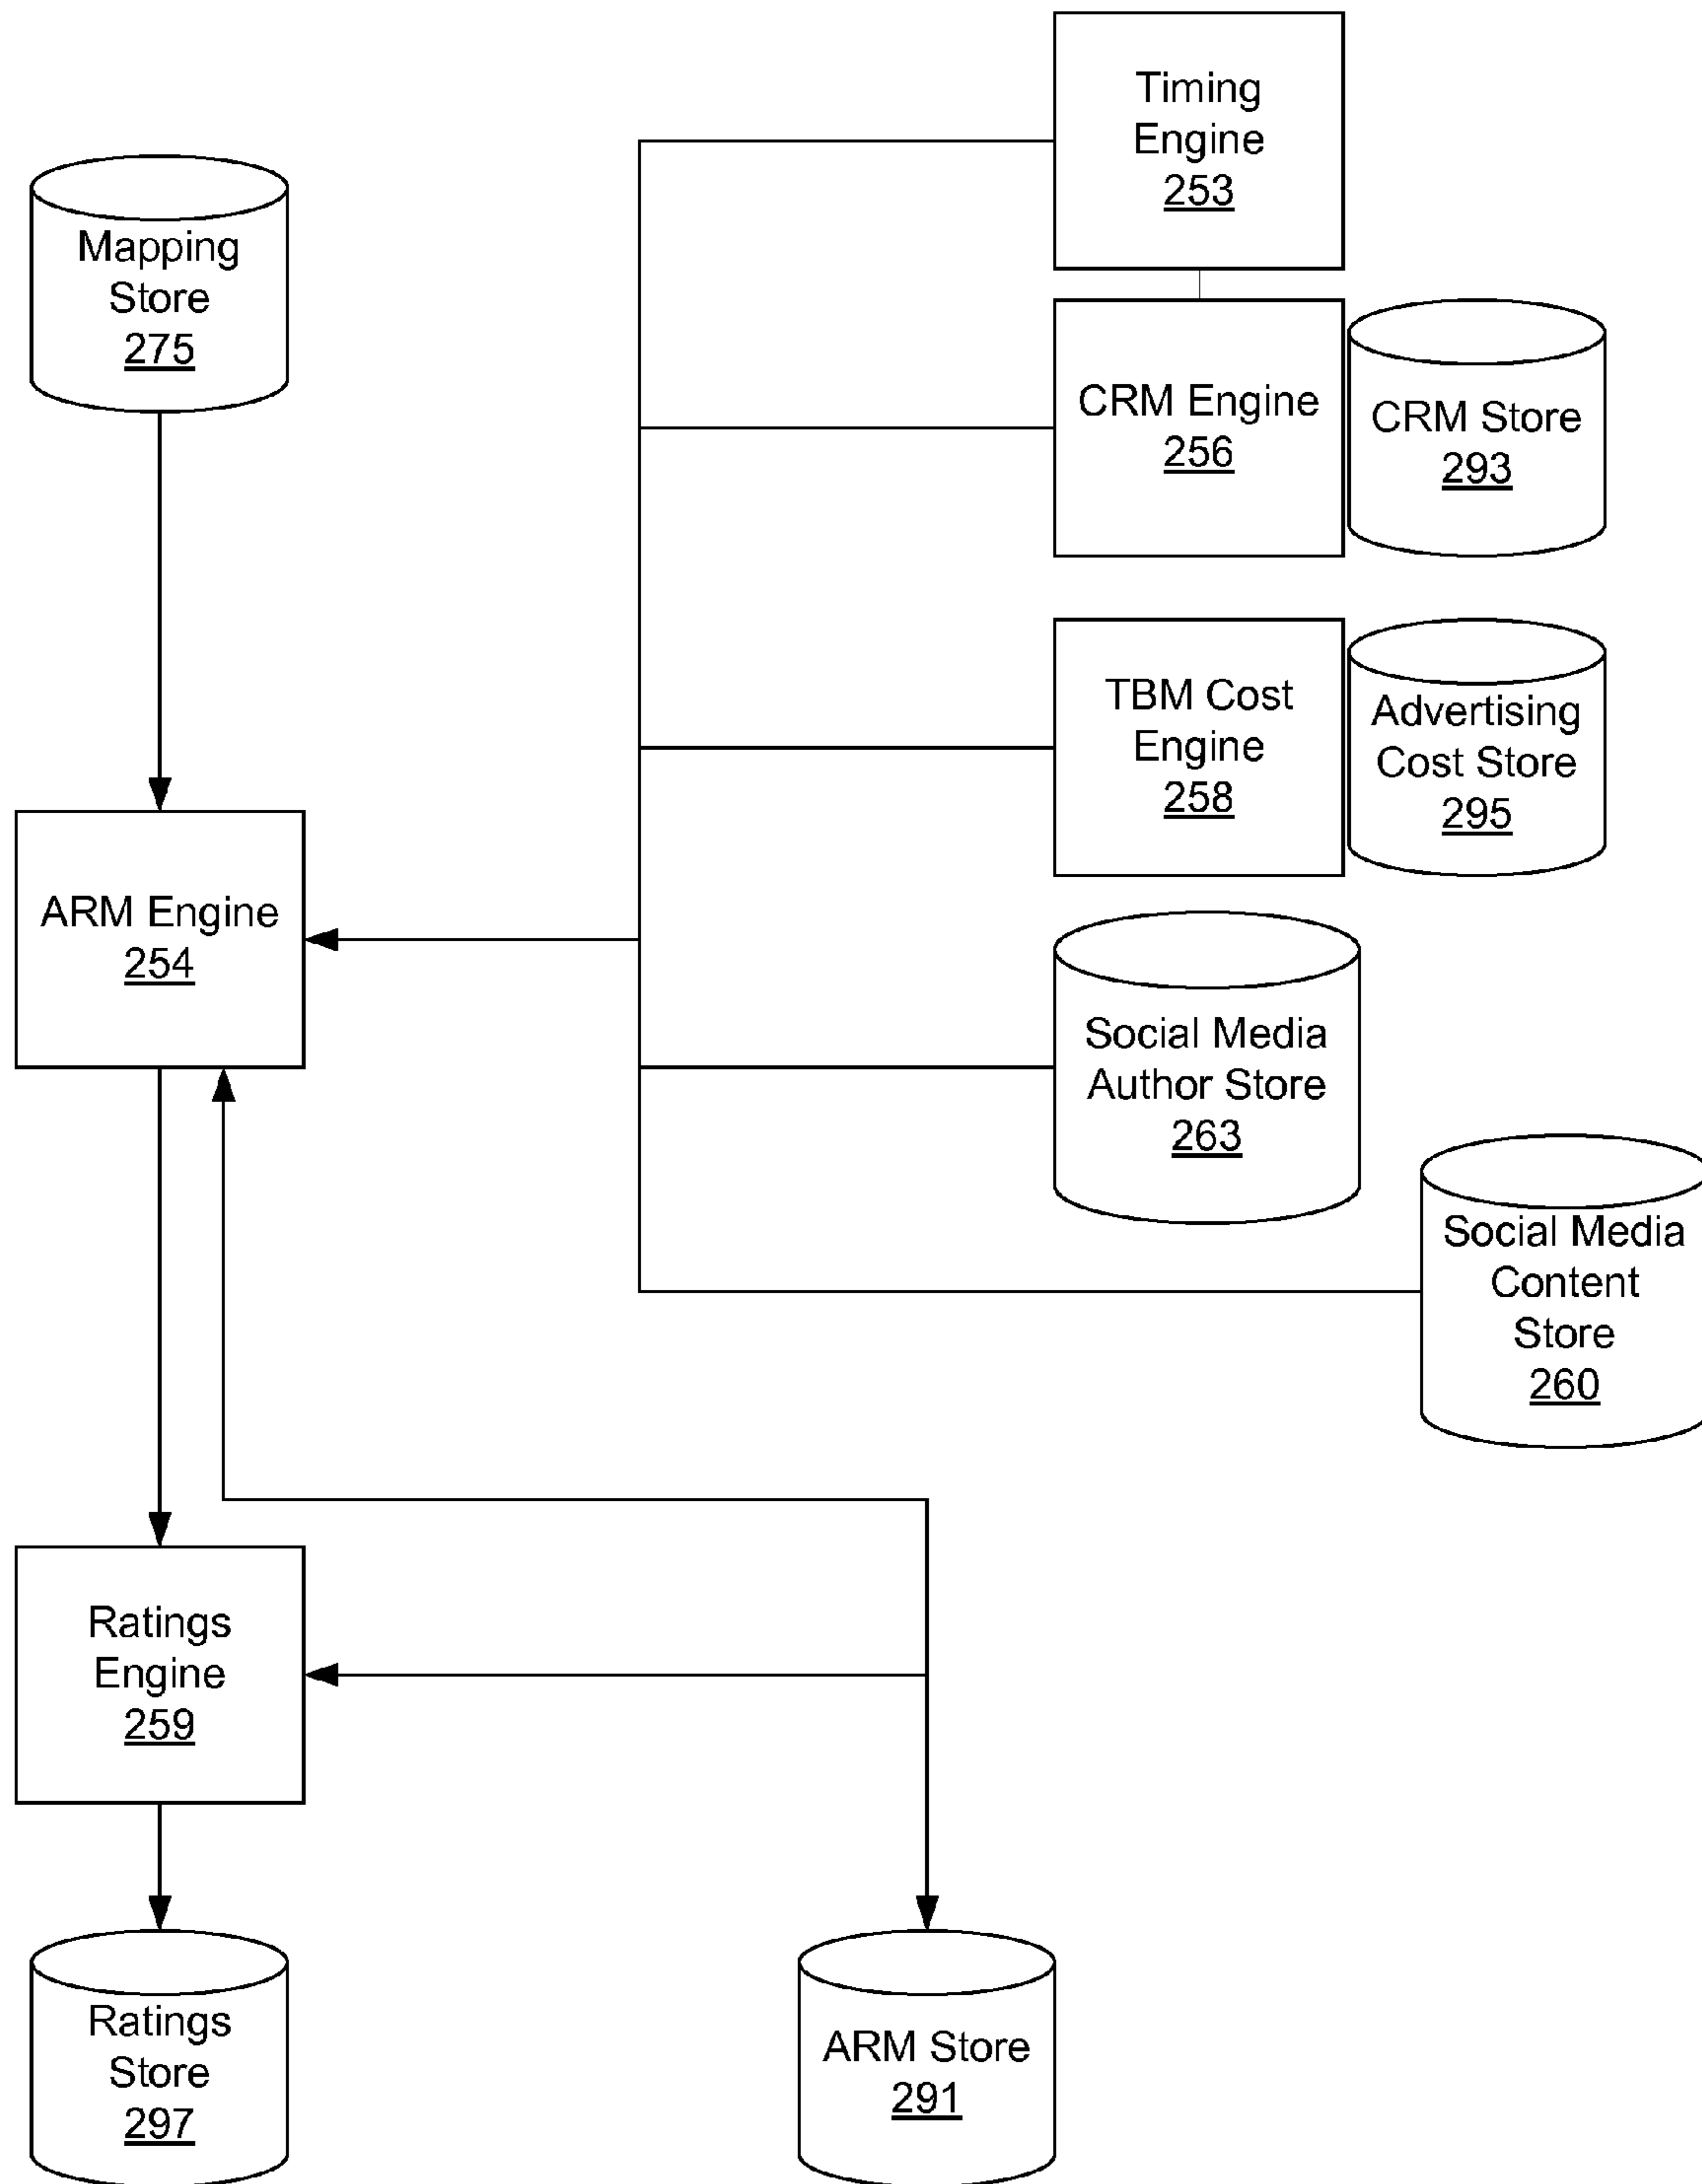 Timing
Engine
253
Mapping
Store
275
CRM Engine
256
CRM Store
293
TBM Cost
Engine
258
Advertising
Cost Store
295
ARM Engine
254
Social Media
Author Store
263
Social Media
Content
Store
260
Ratings
Engine
259
Ratings
Store
297
ARM Store
291